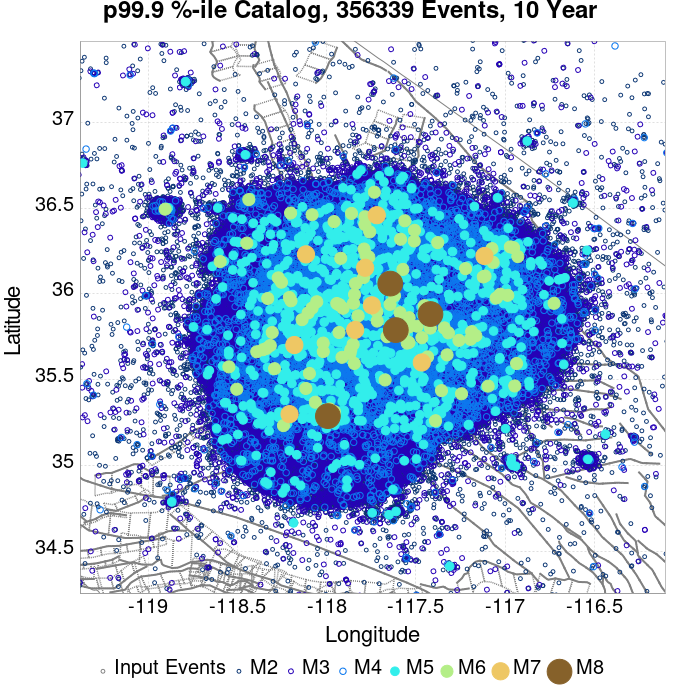 p99.9 %-ile Catalog, 356339 Events, 10 Year
37
36.5
36
35.5
35
34.5
Latitude
-119 -118.5 -118 -117.5 -117 -116.5
Longitude
Input Events M2 M3 M4 M5 M6 M7 M8